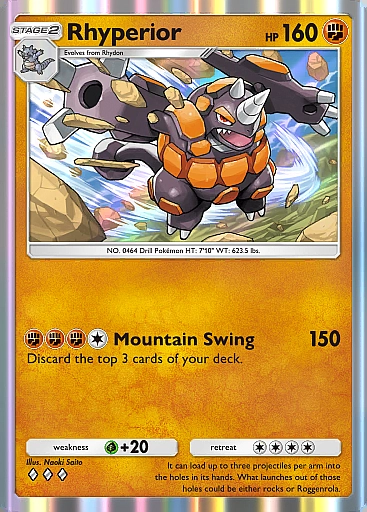 STAGE 2 Rhyperior HP 160
Evolves from Rhydon
NO. 0464 Drill Pokémon HT: 7'10" WT: 623.5 lbs.
Mountain Swing 150
Discard the top 3 cards of your deck.
weakness +20 retreat
Illus. Naoki Saito
It can load up to three projectiles per arm into
the holes in its hands. What launches out of those
holes could be either rocks or Roggenrola.